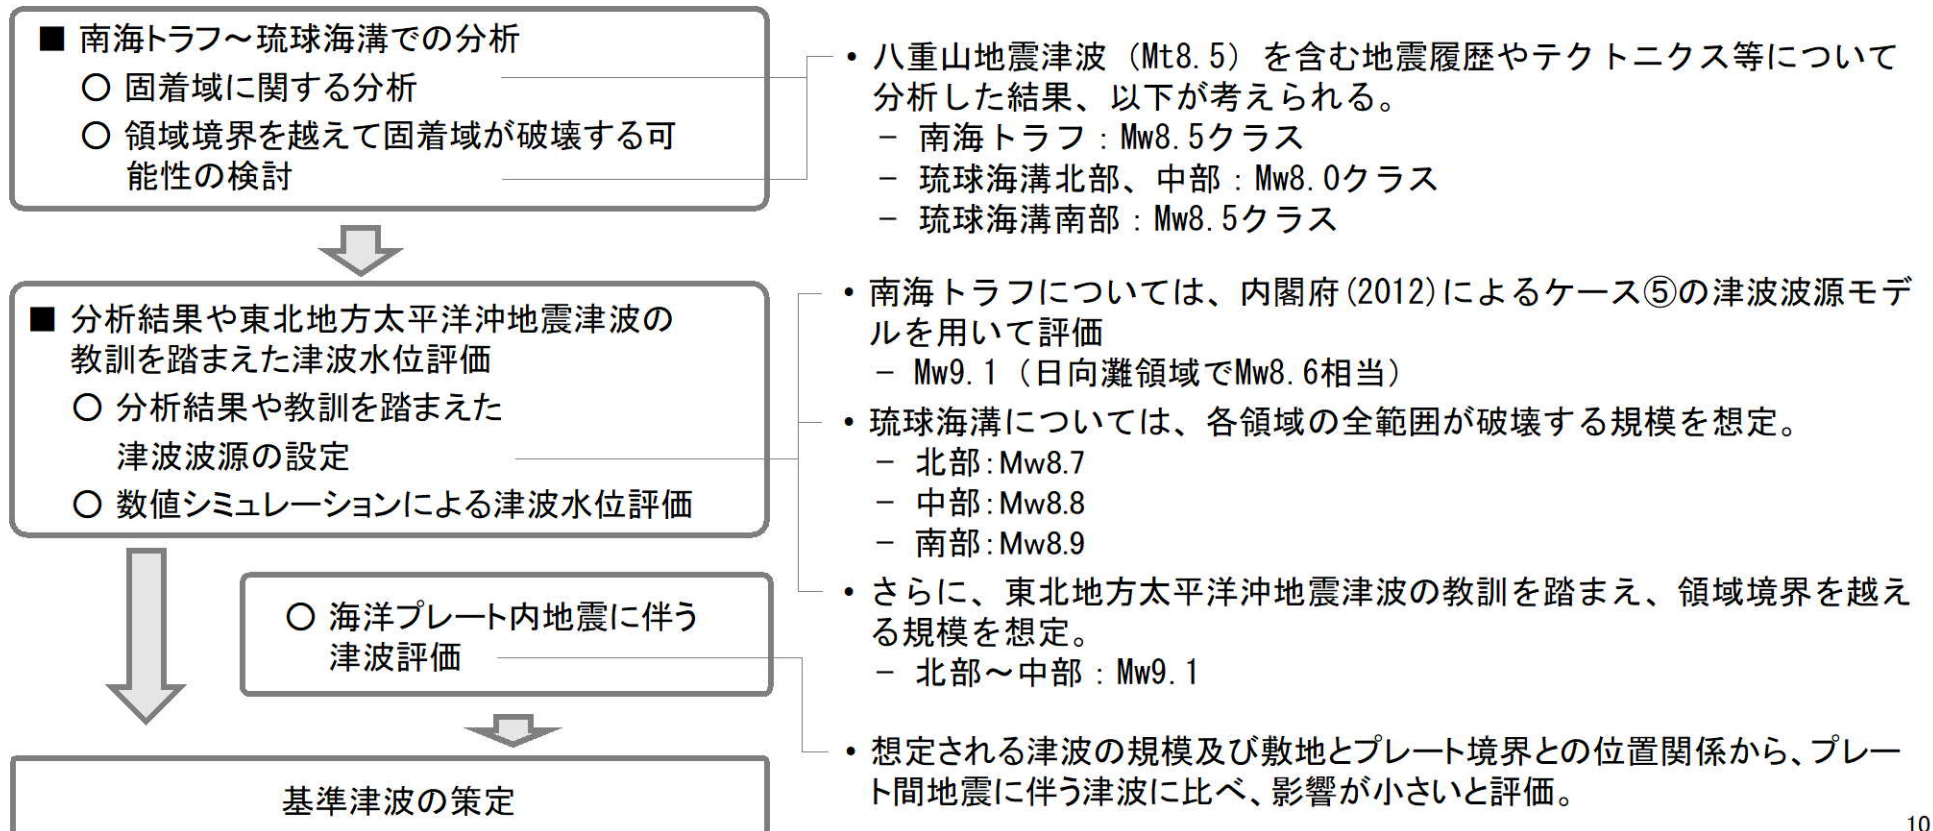 ■ 南海トラフ～琉球海溝での分析
○ 固着域に関する分析
○ 領域境界を越えて固着域が破壊する可
能性の検討
・八重山地震津波（Mt8.5）を含む地震履歴やテクトニクス等について
分析した結果、以下が考えられる。
－ 南海トラフ：Mw8.5クラス
－ 琉球海溝北部、中部：Mw8.0クラス
－ 琉球海溝南部：Mw8.5クラス
■ 分析結果や東北地方太平洋沖地震津波の
教訓を踏まえた津波水位評価
○ 分析結果や教訓を踏まえた
津波波源の設定
○ 数値シミュレーションによる津波水位評価
・南海トラフについては、内閣府(2012)によるケース⑤の津波波源モデ
ルを用いて評価
－ Mw9.1（日向灘領域でMw8.6相当）
・琉球海溝については、各領域の全範囲が破壊する規模を想定。
－ 北部：Mw8.7
－ 中部：Mw8.8
－ 南部：Mw8.9
・さらに、東北地方太平洋沖地震津波の教訓を踏まえ、領域境界を越え
る規模を想定。
－ 北部～中部：Mw9.1
○ 海洋プレート内地震に伴う
津波評価
・想定される津波の規模及び敷地とプレート境界との位置関係から、プレー
ト間地震に伴う津波に比べ、影響が小さいと評価。
基準津波の策定
10